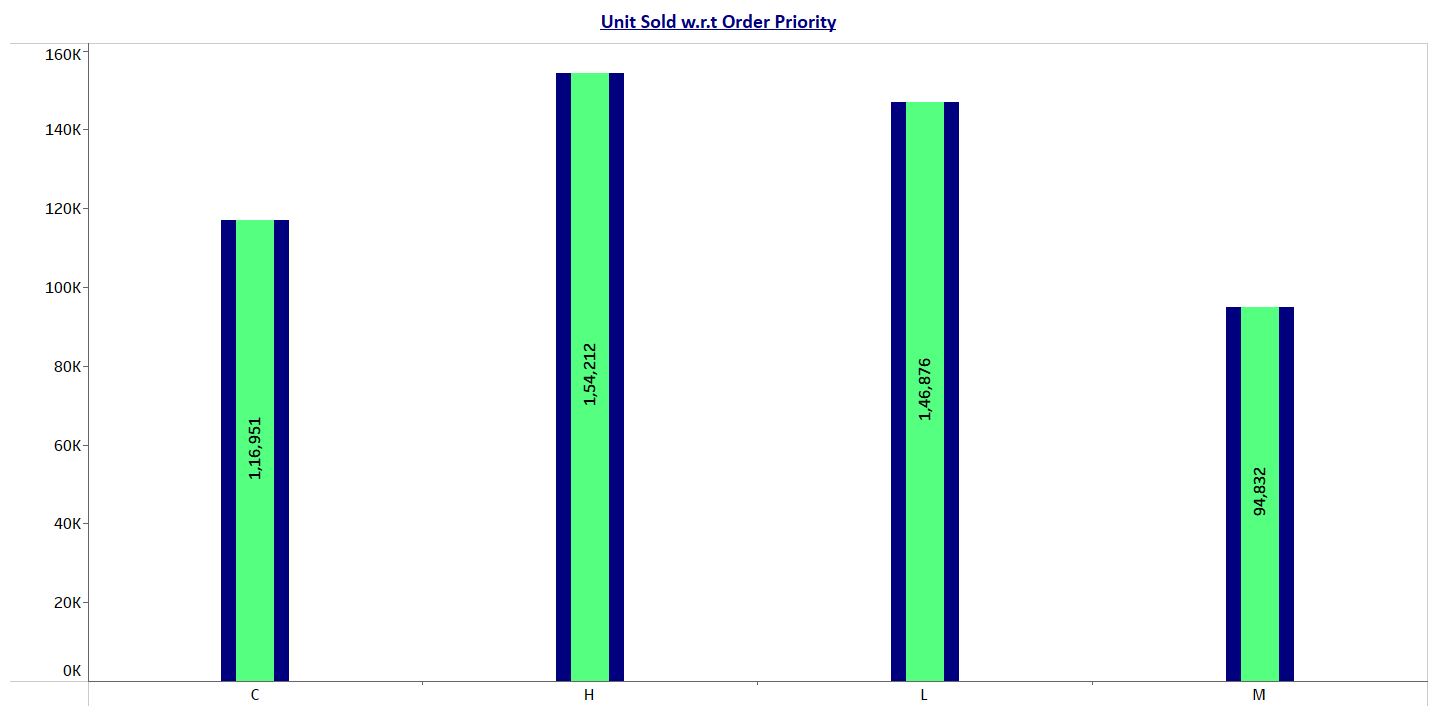 Unit Sold w.r.t Order Priority
160K
140K
120K
100K
80K
60K
40K
20K
0K
1,16,951
1,54,212
1,46,876
94,832
C H L M